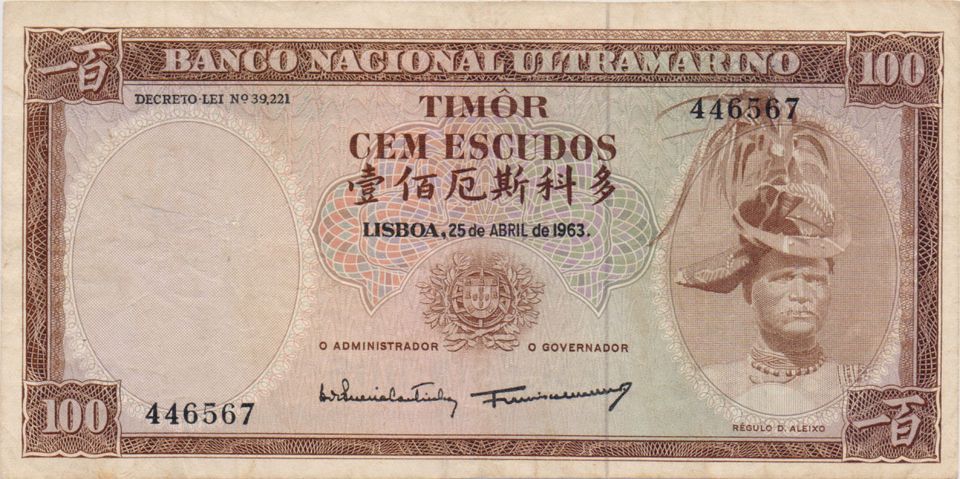 一百 BANCO NACIONAL ULTRAMARINO 100
DECRETO-LEI Nº 39,221
TIMÔR
446567
CEM ESCUDOS
壹佰厄斯科多
LISBOA, 25 de ABRIL de 1963.
O ADMINISTRADOR O GOVERNADOR
100 446567
RÉGULO D. ALEIXO
一百